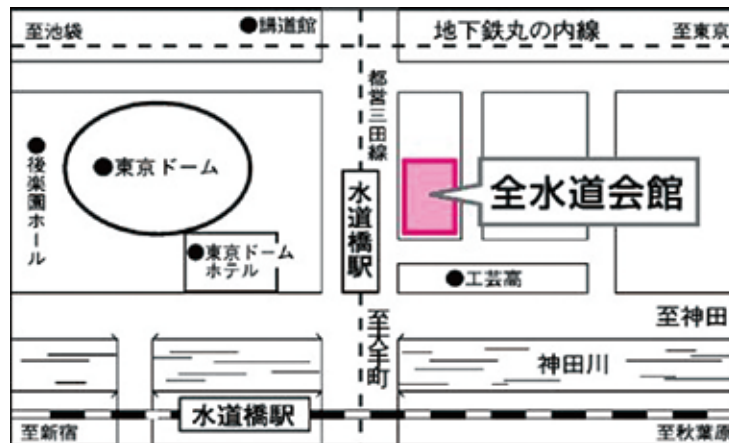 至池袋
●講道館
地下鉄丸の内線
至東京
都営三田線
●後楽園ホール
●東京ドーム
水道橋駅
全水道会館
●東京ドーム
ホテル
●工芸高
至大手町
至神田
神田川
水道橋駅
至新宿
至秋葉原